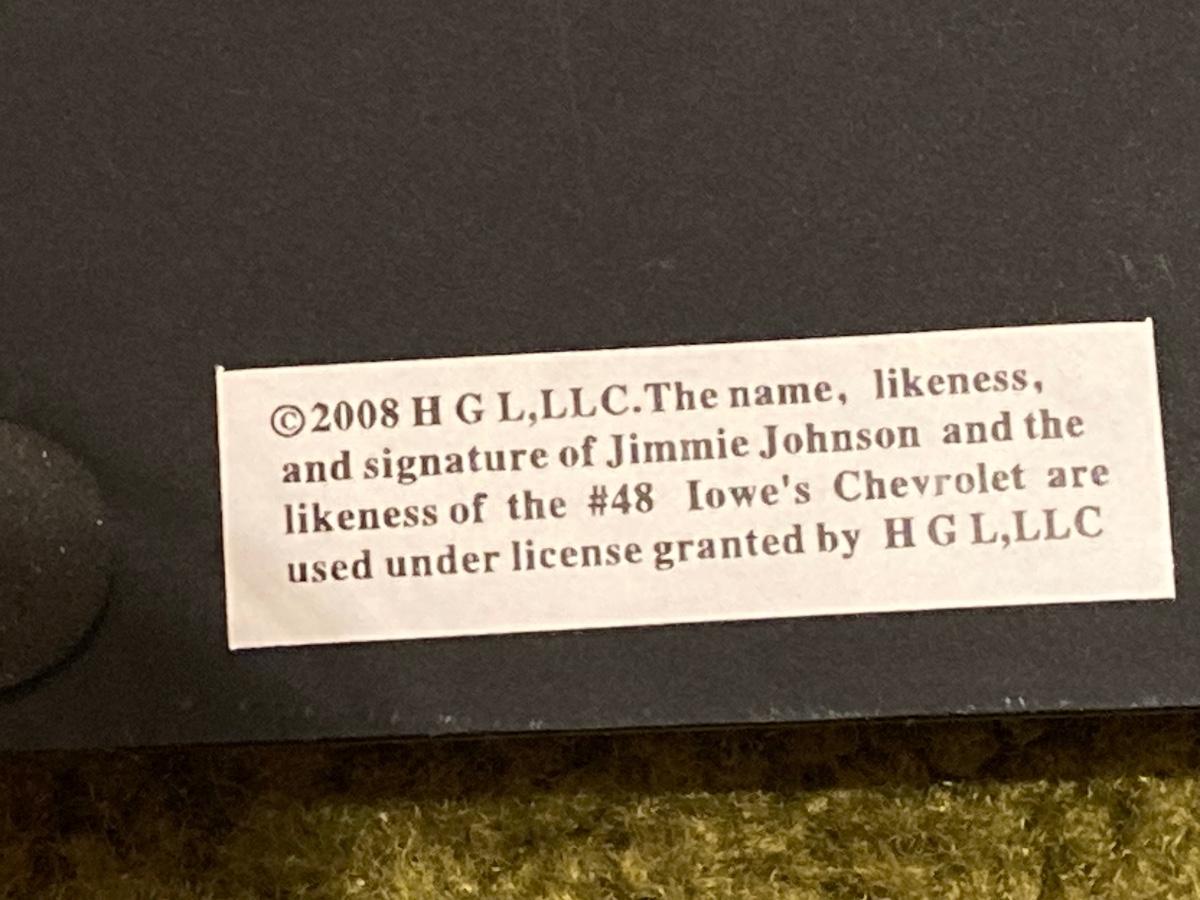 ©2008 H G L,LLC.The name, likeness,
and signature of Jimmie Johnson and the
likeness of the #48 Iowe's Chevrolet are
used under license granted by H G L,LLC